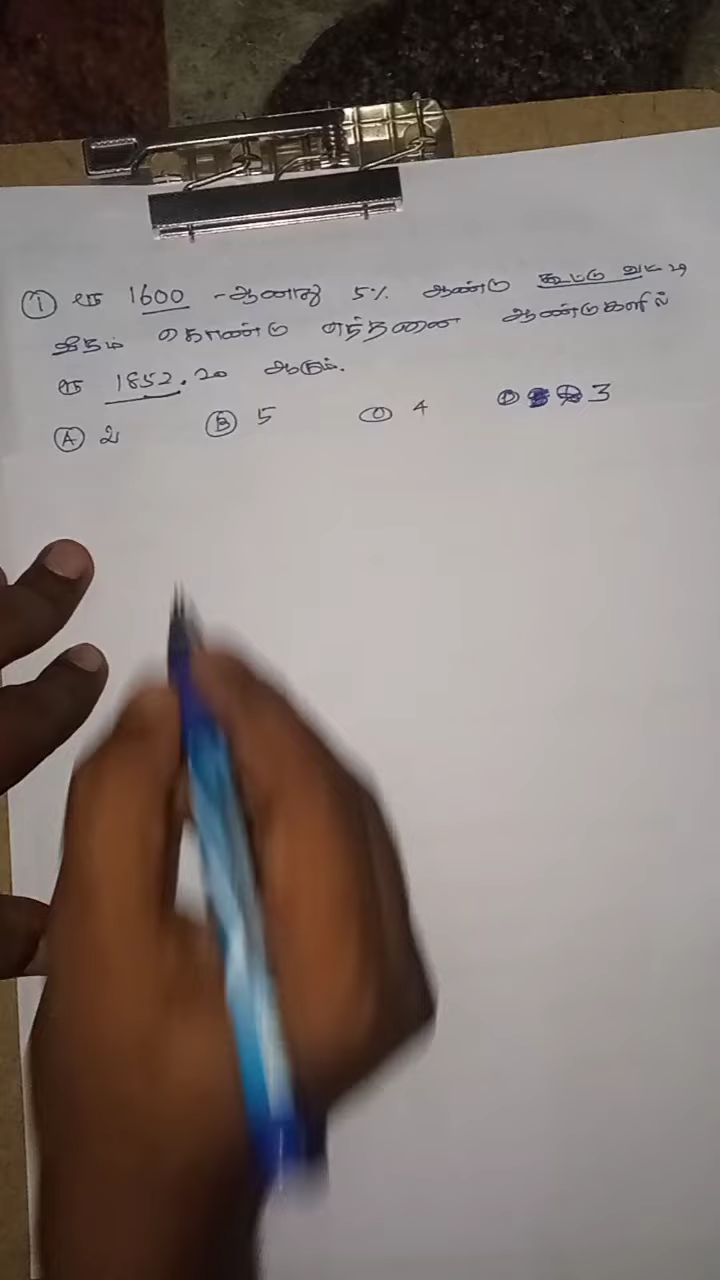 ① ரூ 1600 -ஆனது 5% ஆண்டு கூட்டு வட்டி
வீதம் கொண்டு எத்தனை ஆண்டுகளில்
ரூ 1852.20 ஆகும்.
Ⓐ 2 Ⓑ 5 Ⓒ 4 Ⓓ 3